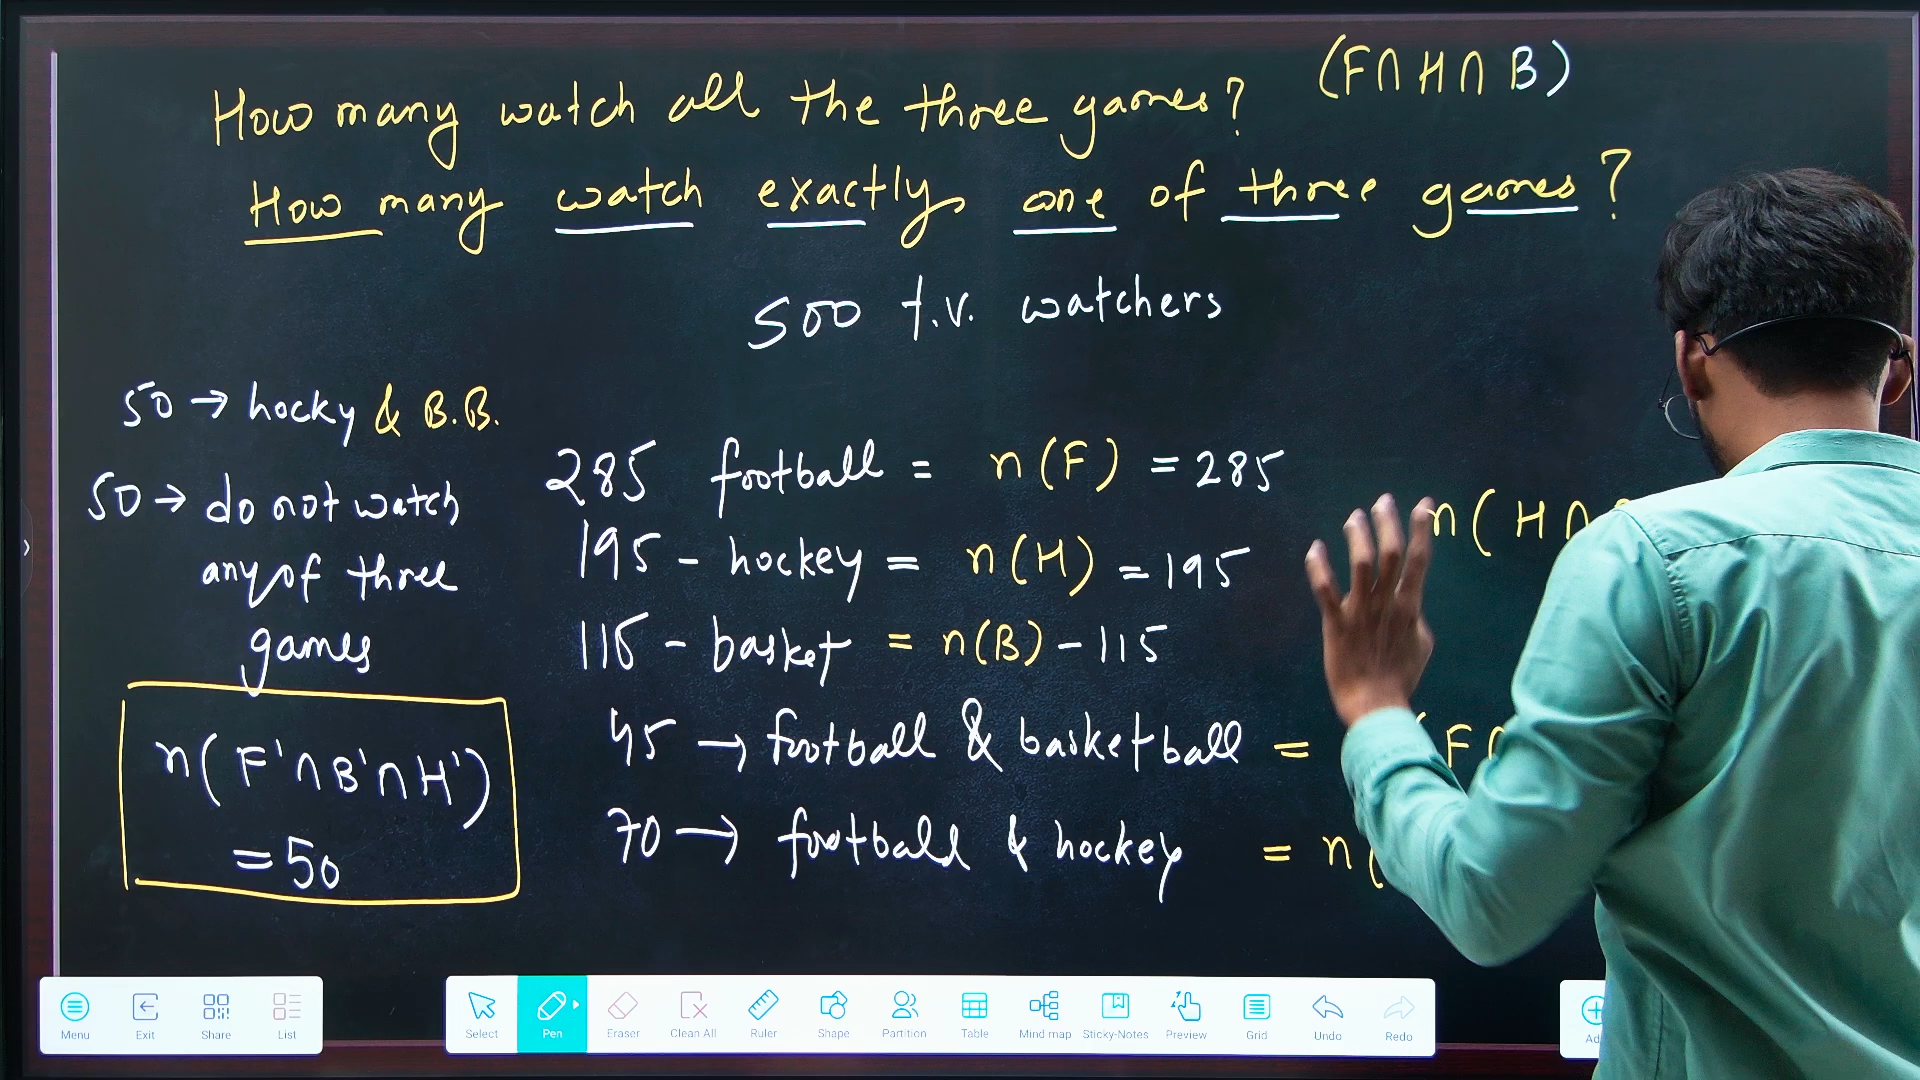 How many watch all the three games? (F∩H∩B)
How many watch exactly one of three games?
500 t.v. watchers
50 → hocky & B.B.
50 → do not watch
any of three
games
n(F'∩B'∩H')
=50
285 football = n(F) = 285
195 - hockey = n(H) = 195
115 - basket = n(B) - 115
45 → football & basketball =
70 → football & hockey = n(
n(H∩
F∩
Menu
Exit
Share
List
Select
Pen
Eraser
Clean All
Ruler
Shape
Partition
Table
Mind map
Sticky-Notes
Preview
Grid
Undo
Redo